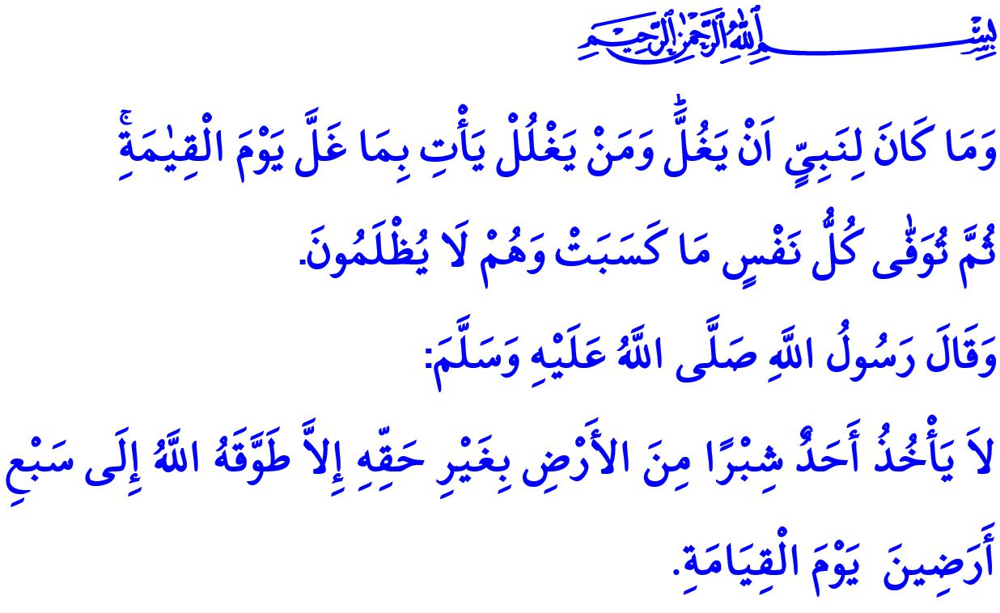 بِسْمِ اللّٰهِ الرَّحْمٰنِ الرَّحِيمِ
وَمَا كَانَ لِنَبِيٍّ اَنْ يَغُلَّۜ وَمَنْ يَغْلُلْ يَأْتِ بِمَا غَلَّ يَوْمَ الْقِيٰمَةِۚ
ثُمَّ تُوَفّٰى كُلُّ نَفْسٍ مَا كَسَبَتْ وَهُمْ لَا يُظْلَمُونَ.
وَقَالَ رَسُولُ اللَّهِ صَلَّى اللَّهُ عَلَيْهِ وَسَلَّمَ:
لاَ يَأْخُذُ أَحَدٌ شِبْرًا مِنَ الأَرْضِ بِغَيْرِ حَقِّهِ إِلاَّ طَوَّقَهُ اللَّهُ إِلَى سَبْعِ
أَرَضِينَ يَوْمَ الْقِيَامَةِ.